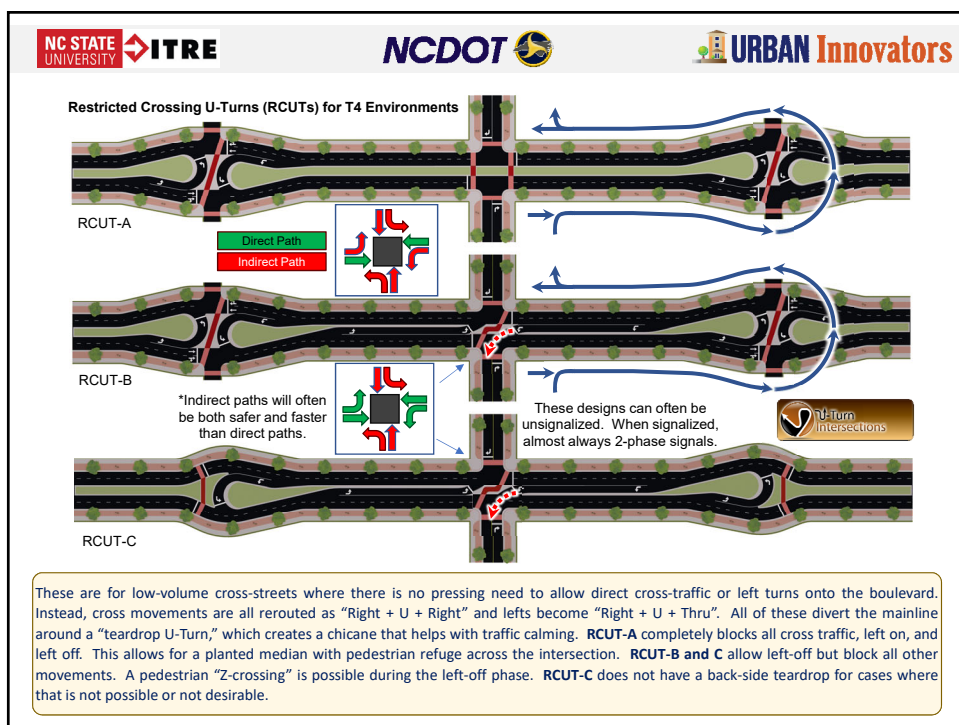 NC STATE
UNIVERSITY
ITRE
NCDOT
URBAN Innovators
Restricted Crossing U-Turns (RCUTs) for T4 Environments
RCUT-A
Direct Path
Indirect Path
RCUT-B
*Indirect paths will often
be both safer and faster
than direct paths.
These designs can often be
unsignalized. When signalized,
almost always 2-phase signals.
U-Turn
Intersections
RCUT-C
These are for low-volume cross-streets where there is no pressing need to allow direct cross-traffic or left turns onto the boulevard.
Instead, cross movements are all rerouted as “Right + U + Right” and lefts become “Right + U + Thru”. All of these divert the mainline
around a “teardrop U-Turn,” which creates a chicane that helps with traffic calming. RCUT-A completely blocks all cross traffic, left on, and
left off. This allows for a planted median with pedestrian refuge across the intersection. RCUT-B and C allow left-off but block all other
movements. A pedestrian “Z-crossing” is possible during the left-off phase. RCUT-C does not have a back-side teardrop for cases where
that is not possible or not desirable.